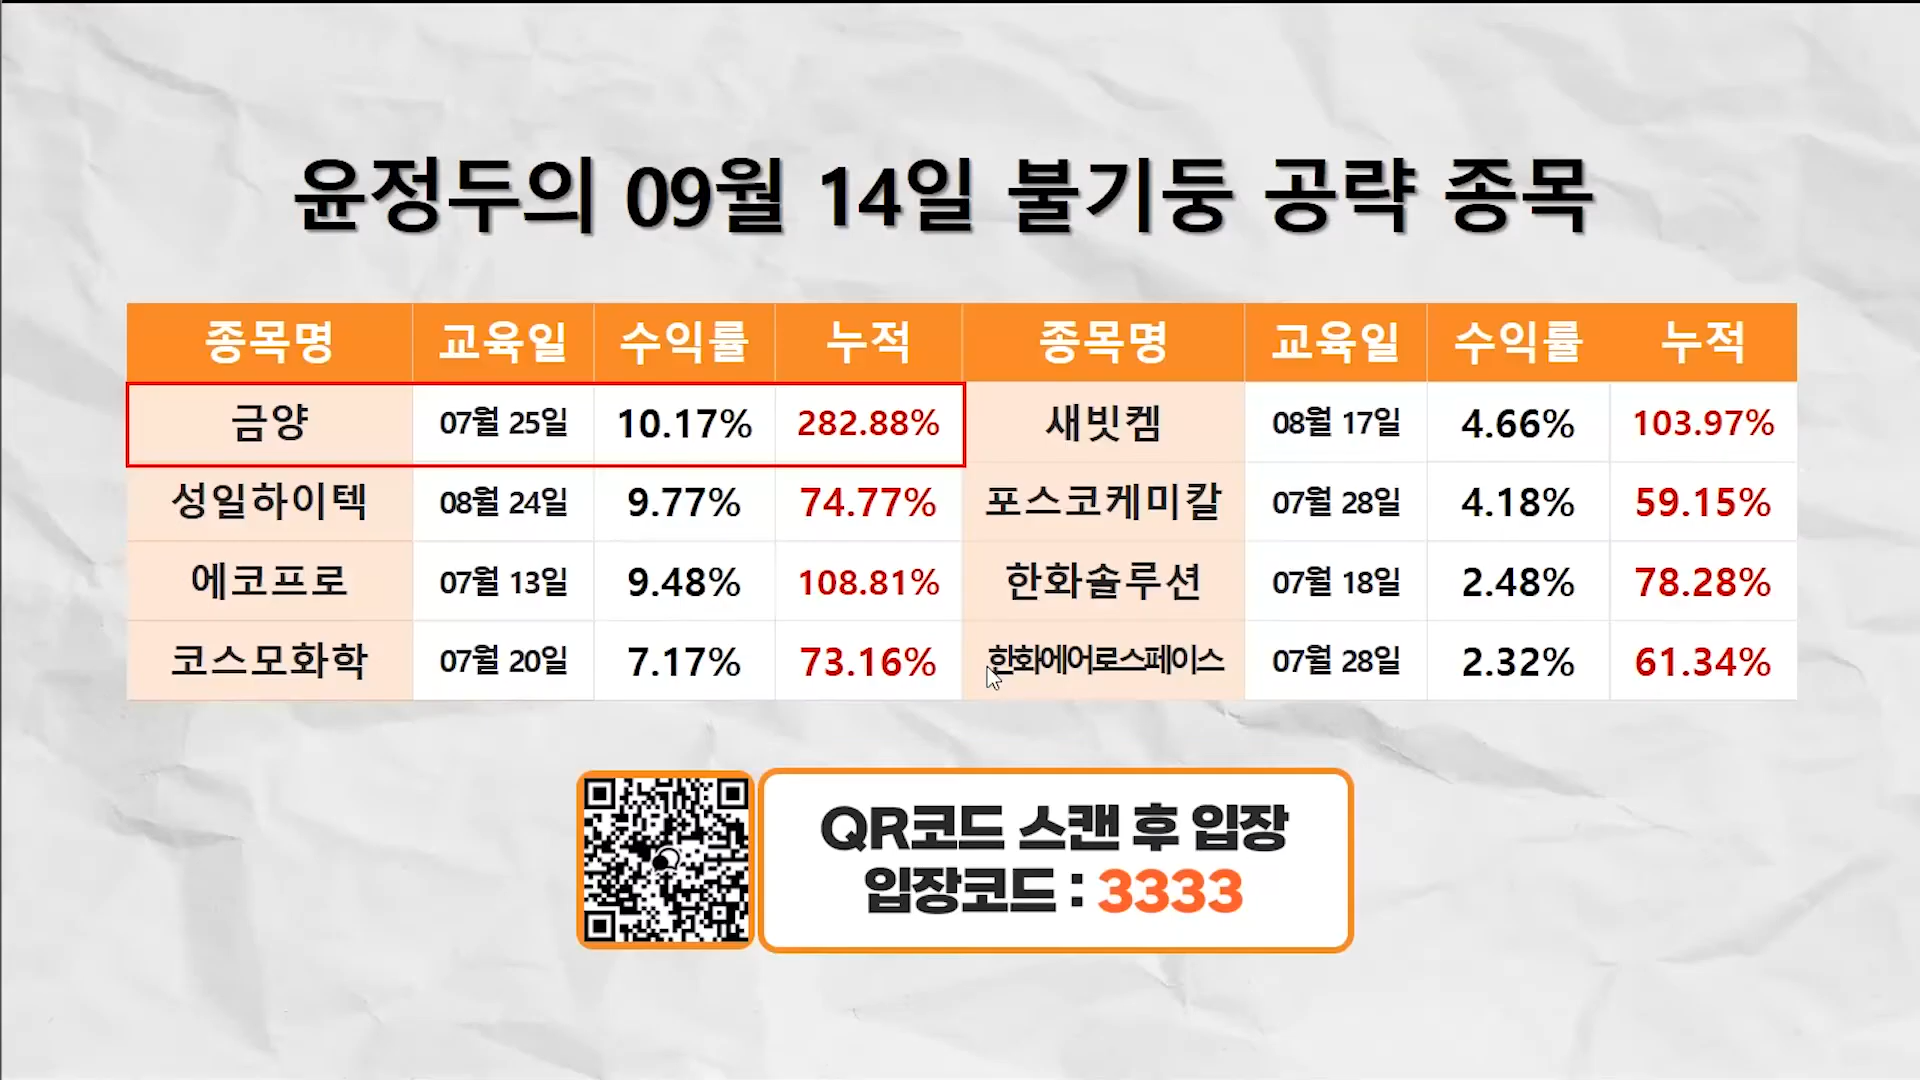 윤정두의 09월 14일 불기둥 공략 종목
종목명 교육일 수익률 누적 종목명 교육일 수익률 누적
금양 07월 25일 10.17% 282.88% 새빗켐 08월 17일 4.66% 103.97%
성일하이텍 08월 24일 9.77% 74.77% 포스코케미칼 07월 28일 4.18% 59.15%
에코프로 07월 13일 9.48% 108.81% 한화솔루션 07월 18일 2.48% 78.28%
코스모화학 07월 20일 7.17% 73.16% 한화에어로스페이스 07월 28일 2.32% 61.34%
QR코드 스캔 후 입장
입장코드 : 3333